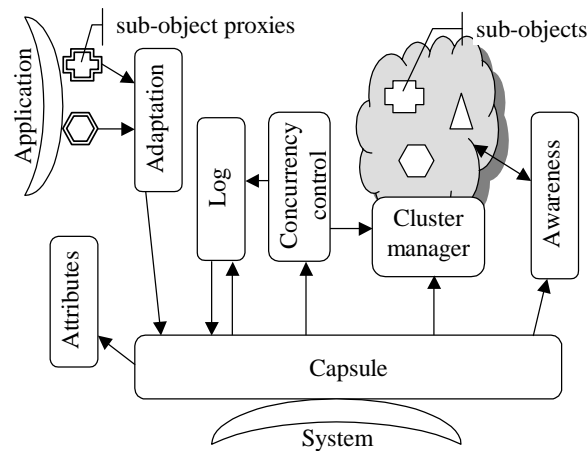 sub-object proxies
sub-objects
Application
Adaptation
Log
Concurrency
control
Cluster
manager
Awareness
Attributes
Capsule
System